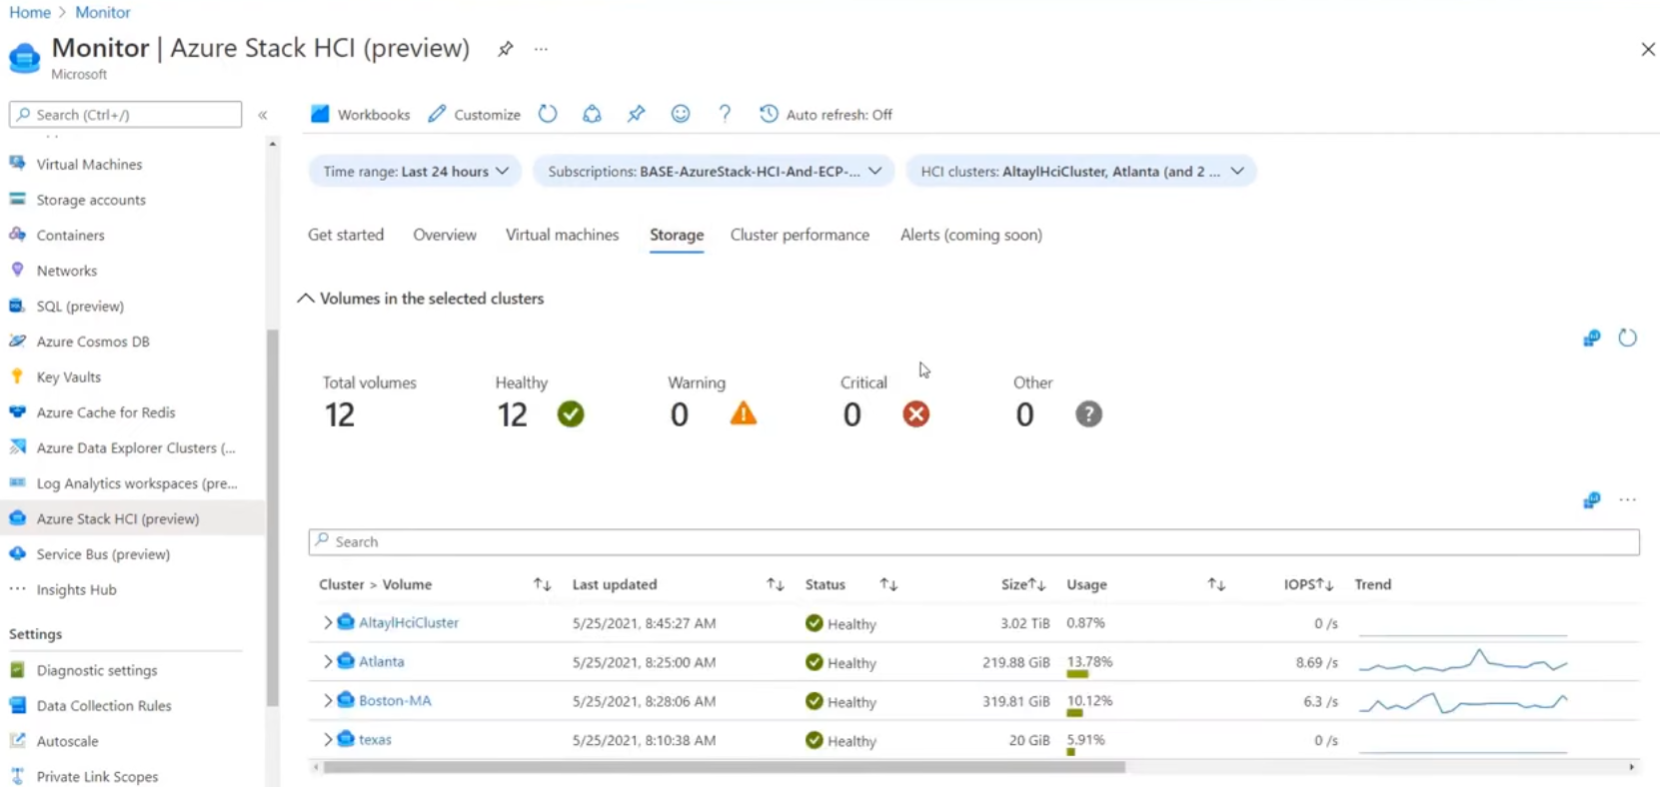 Home > Monitor
Monitor | Azure Stack HCI (preview)
Microsoft
Search (Ctrl+/)
«
Virtual Machines
Storage accounts
Containers
Networks
SQL (preview)
Azure Cosmos DB
Key Vaults
Azure Cache for Redis
Azure Data Explorer Clusters (...
Log Analytics workspaces (pre...
Azure Stack HCI (preview)
Service Bus (preview)
Insights Hub
Settings
Diagnostic settings
Data Collection Rules
Autoscale
Private Link Scopes
Workbooks Customize ? Auto refresh: Off
Time range: Last 24 hours Subscriptions: BASE-AzureStack-HCI-And-ECP-... HCI clusters: AltaylHciCluster, Atlanta (and 2 ...
Get started Overview Virtual machines Storage Cluster performance Alerts (coming soon)
Volumes in the selected clusters
Total volumes Healthy Warning Critical Other
12 12 0 0 0
Search
Cluster > Volume ↑↓ Last updated ↑↓ Status ↑↓ Size↑↓ Usage ↑↓ IOPS↑↓ Trend
AltaylHciCluster 5/25/2021, 8:45:27 AM Healthy 3.02 TiB 0.87% 0 /s
Atlanta 5/25/2021, 8:25:00 AM Healthy 219.88 GiB 13.78% 8.69 /s
Boston-MA 5/25/2021, 8:28:06 AM Healthy 319.81 GiB 10.12% 6.3 /s
texas 5/25/2021, 8:10:38 AM Healthy 20 GiB 5.91% 0 /s